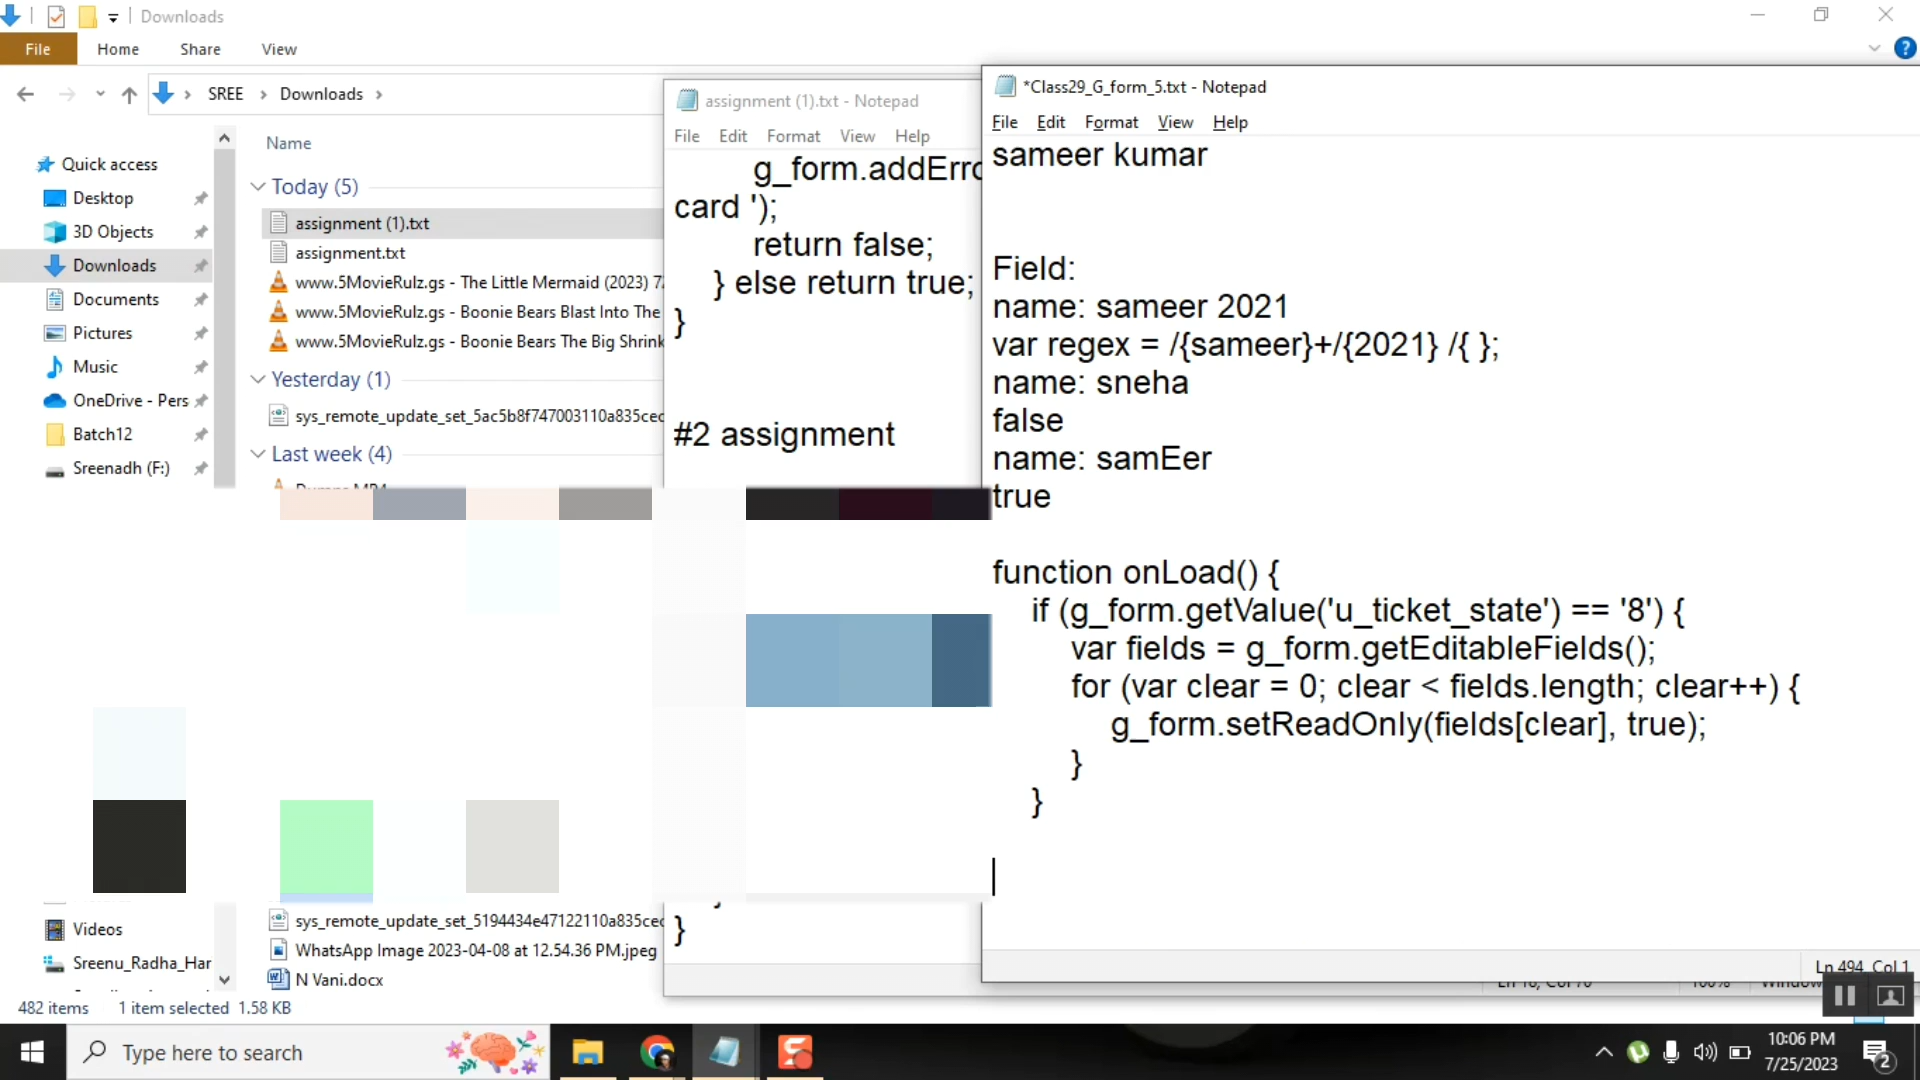 Downloads
File Home Share View
SREE Downloads
Quick access
Desktop
3D Objects
Downloads
Documents
Pictures
Music
OneDrive - Pers
Batch12
Sreenadh (F:)
Videos
Sreenu_Radha_Har
Name
Today (5)
assignment (1).txt
assignment.txt
www.5MovieRulz.gs - The Little Mermaid (2023) 7
www.5MovieRulz.gs - Boonie Bears Blast Into The
www.5MovieRulz.gs - Boonie Bears The Big Shrink
Yesterday (1)
sys_remote_update_set_5ac5b8f747003110a835cec
Last week (4)
sys_remote_update_set_5194434e47122110a835cec
WhatsApp Image 2023-04-08 at 12.54.36 PM.jpeg
N Vani.docx
482 items 1 item selected 1.58 KB
assignment (1).txt - Notepad
File Edit Format View Help
g_form.addErro
card ');
return false;
} else return true;
}
#2 assignment
}
*Class29_G_form_5.txt - Notepad
File Edit Format View Help
sameer kumar
Field:
name: sameer 2021
var regex = /{sameer}+/{2021} /{ };
name: sneha
false
name: samEer
true
function onLoad() {
if (g_form.getValue('u_ticket_state') == '8') {
var fields = g_form.getEditableFields();
for (var clear = 0; clear < fields.length; clear++) {
g_form.setReadOnly(fields[clear], true);
}
}
Ln 494, Col 1
Type here to search
10:06 PM
7/25/2023
2